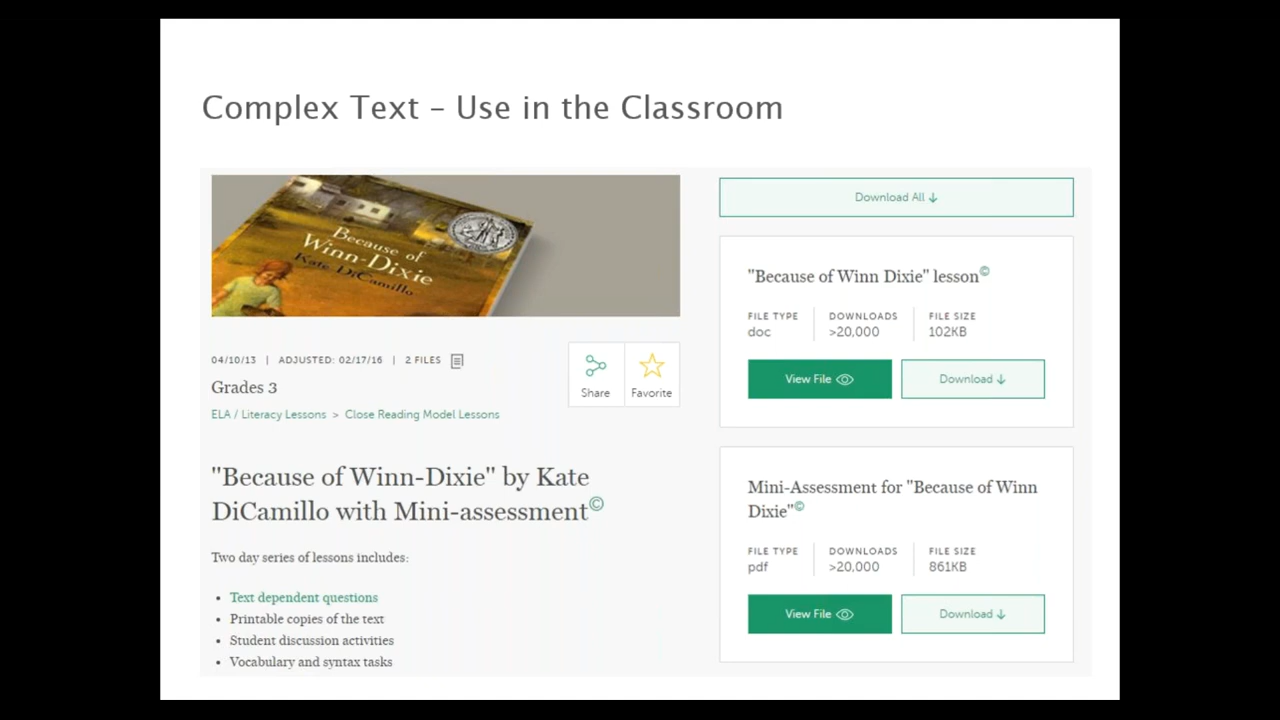 Complex Text – Use in the Classroom
Because of
Winn-Dixie
Kate DiCamillo
04/10/13 | ADJUSTED: 02/17/16 | 2 FILES
Share
Favorite
Grades 3
ELA / Literacy Lessons > Close Reading Model Lessons
"Because of Winn-Dixie" by Kate
DiCamillo with Mini-assessment©
Two day series of lessons includes:
• Text dependent questions
• Printable copies of the text
• Student discussion activities
• Vocabulary and syntax tasks
Download All ↓
"Because of Winn Dixie" lesson©
FILE TYPE DOWNLOADS FILE SIZE
doc >20,000 102KB
View File Download ↓
Mini-Assessment for "Because of Winn
Dixie"©
FILE TYPE DOWNLOADS FILE SIZE
pdf >20,000 861KB
View File Download ↓